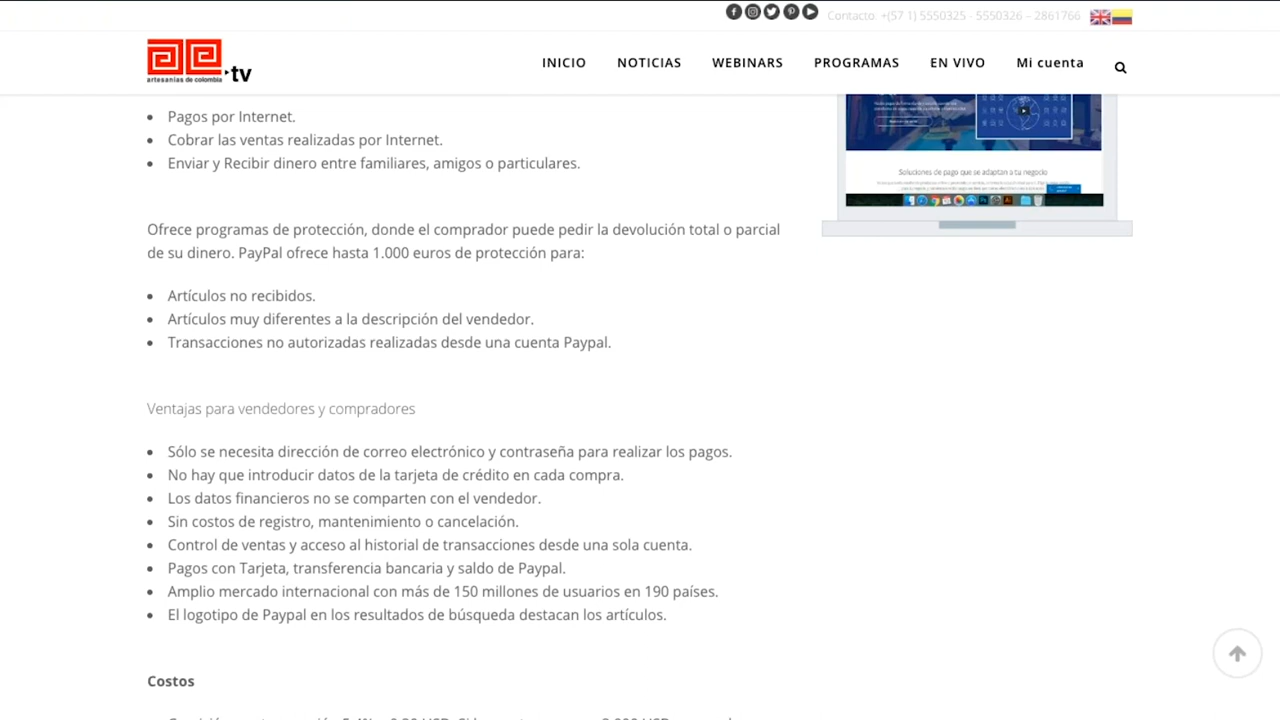 Contacto: +(57 1) 5550325 - 5550326 – 2861766
artesanías de colombia
tv
INICIO
NOTICIAS
WEBINARS
PROGRAMAS
EN VIVO
Mi cuenta
Pagos por Internet.
Cobrar las ventas realizadas por Internet.
Enviar y Recibir dinero entre familiares, amigos o particulares.
Soluciones de pago que se adaptan a tu negocio
Ofrece programas de protección, donde el comprador puede pedir la devolución total o parcial
de su dinero. PayPal ofrece hasta 1.000 euros de protección para:
Artículos no recibidos.
Artículos muy diferentes a la descripción del vendedor.
Transacciones no autorizadas realizadas desde una cuenta Paypal.
Ventajas para vendedores y compradores
Sólo se necesita dirección de correo electrónico y contraseña para realizar los pagos.
No hay que introducir datos de la tarjeta de crédito en cada compra.
Los datos financieros no se comparten con el vendedor.
Sin costos de registro, mantenimiento o cancelación.
Control de ventas y acceso al historial de transacciones desde una sola cuenta.
Pagos con Tarjeta, transferencia bancaria y saldo de Paypal.
Amplio mercado internacional con más de 150 millones de usuarios en 190 países.
El logotipo de Paypal en los resultados de búsqueda destacan los artículos.
Costos